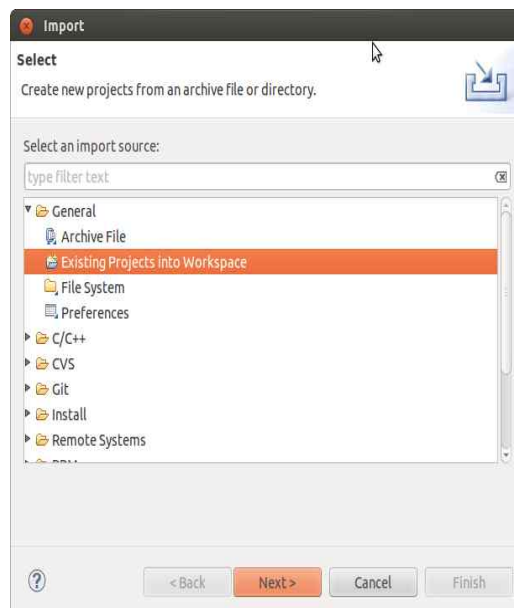 Import
Select
Create new projects from an archive file or directory.
Select an import source:
type filter text
General
Archive File
Existing Projects into Workspace
File System
Preferences
C/C++
CVS
Git
Install
Remote Systems
?
< Back
Next >
Cancel
Finish